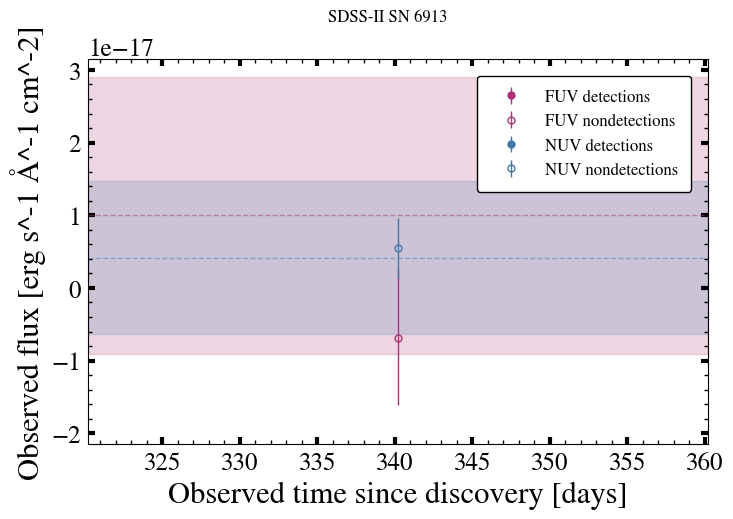 SDSS-II SN 6913
1e−17
Observed flux [erg s^-1 Å^-1 cm^-2]
3
2
1
0
−1
−2
FUV detections
FUV nondetections
NUV detections
NUV nondetections
325 330 335 340 345 350 355 360
Observed time since discovery [days]